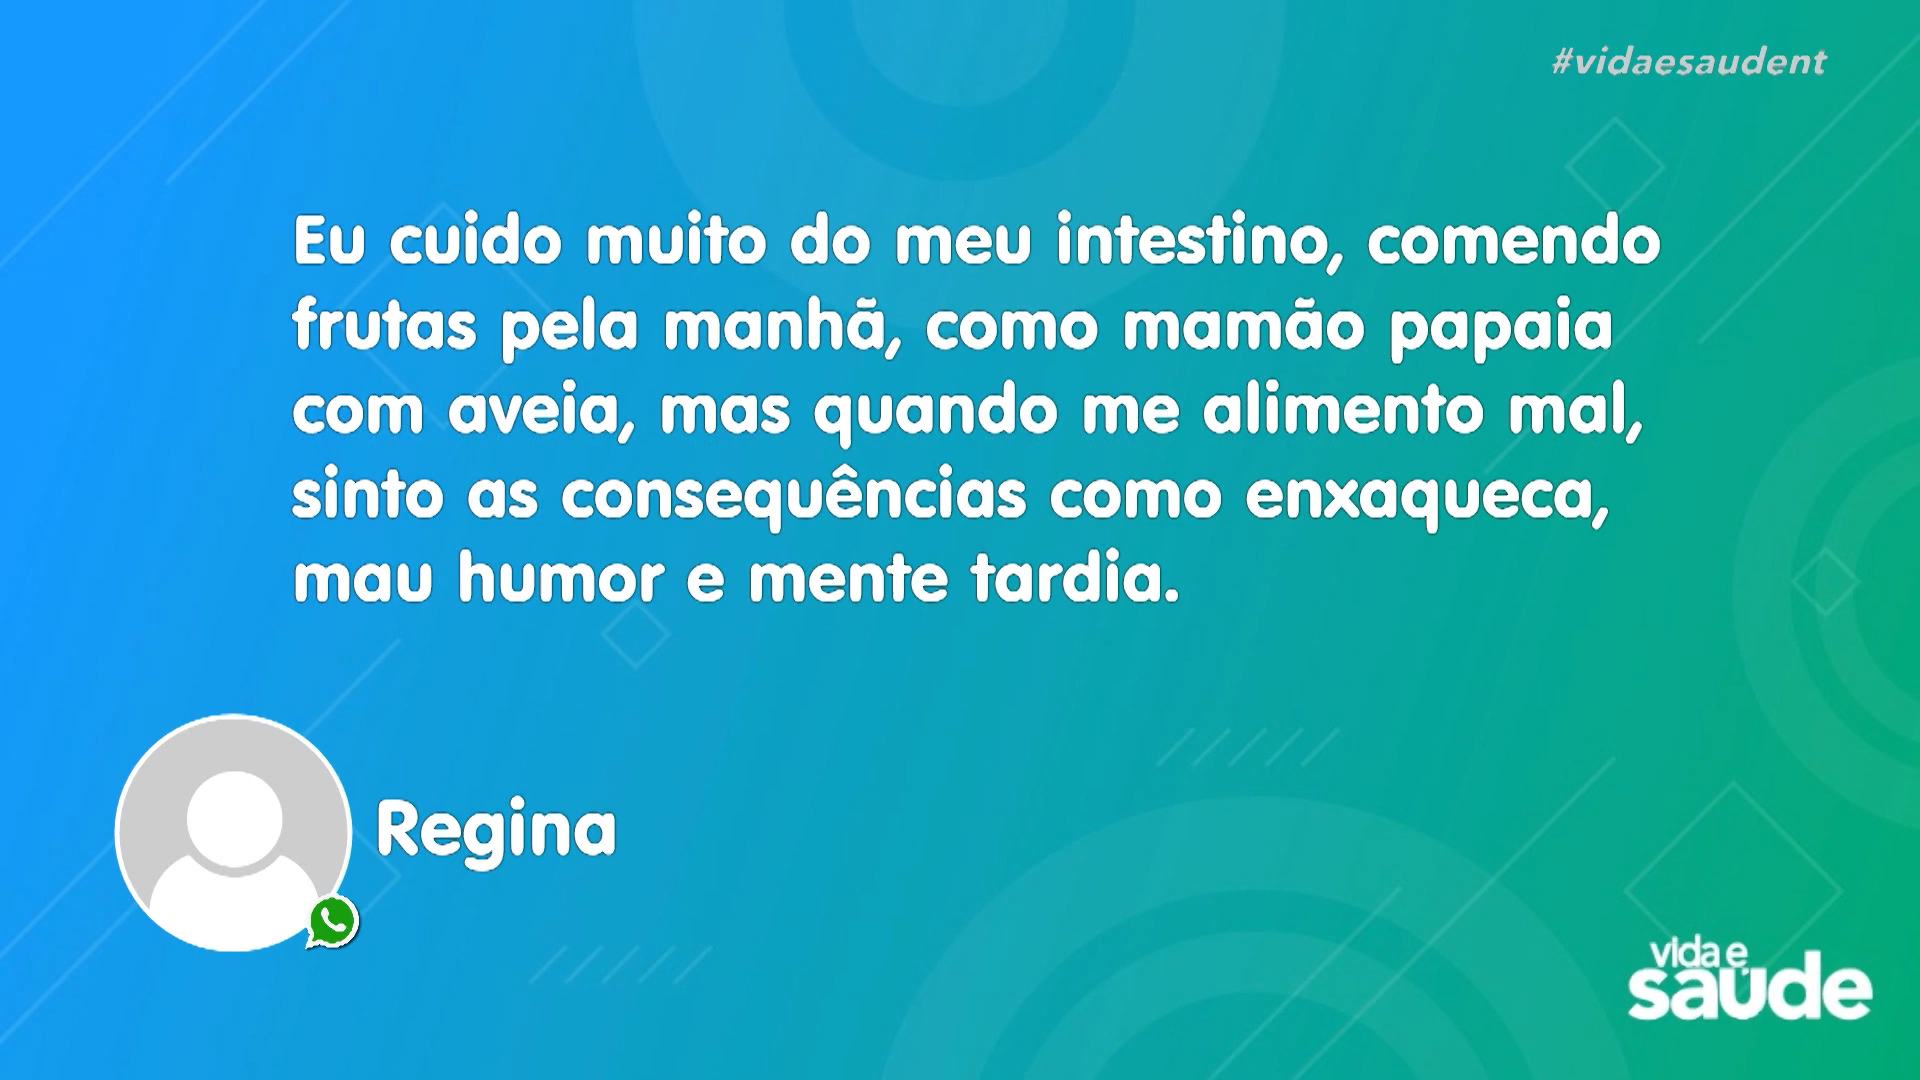 #vidaesaudent
Eu cuido muito do meu intestino, comendo
frutas pela manhã, como mamão papaia
com aveia, mas quando me alimento mal,
sinto as consequências como enxaqueca,
mau humor e mente tardia.
Regina
vida e
saúde